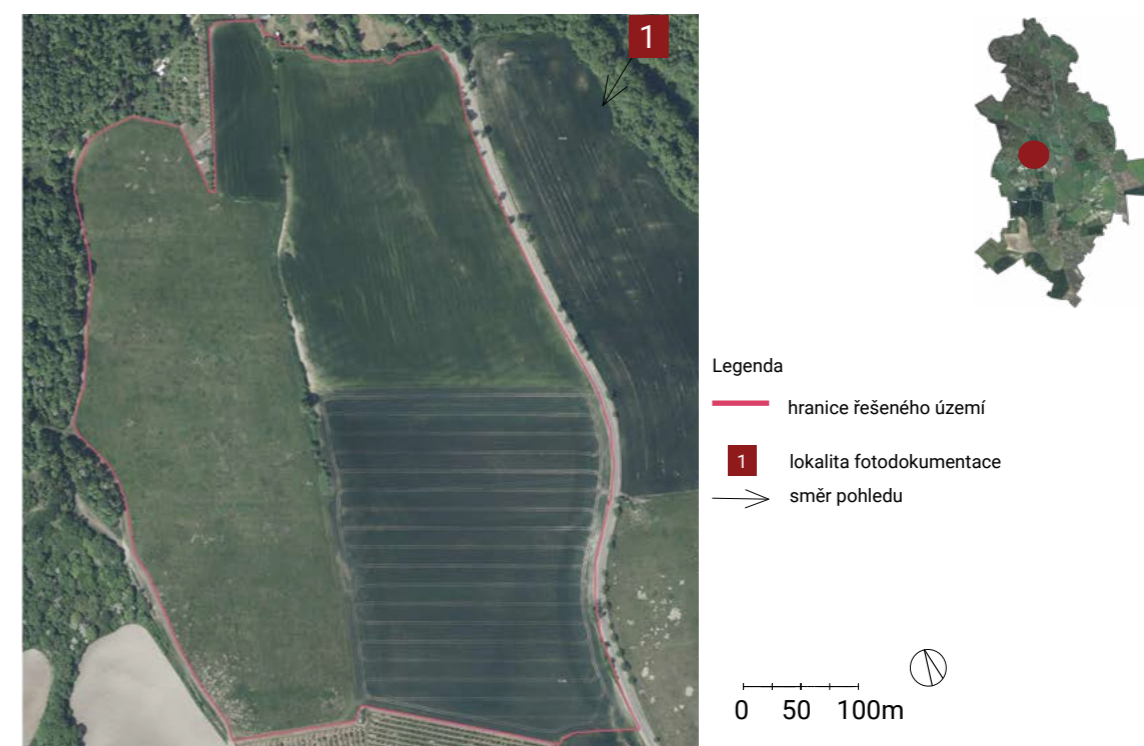 1
Legenda
hranice řešeného území
1 lokalita fotodokumentace
směr pohledu
0 50 100m